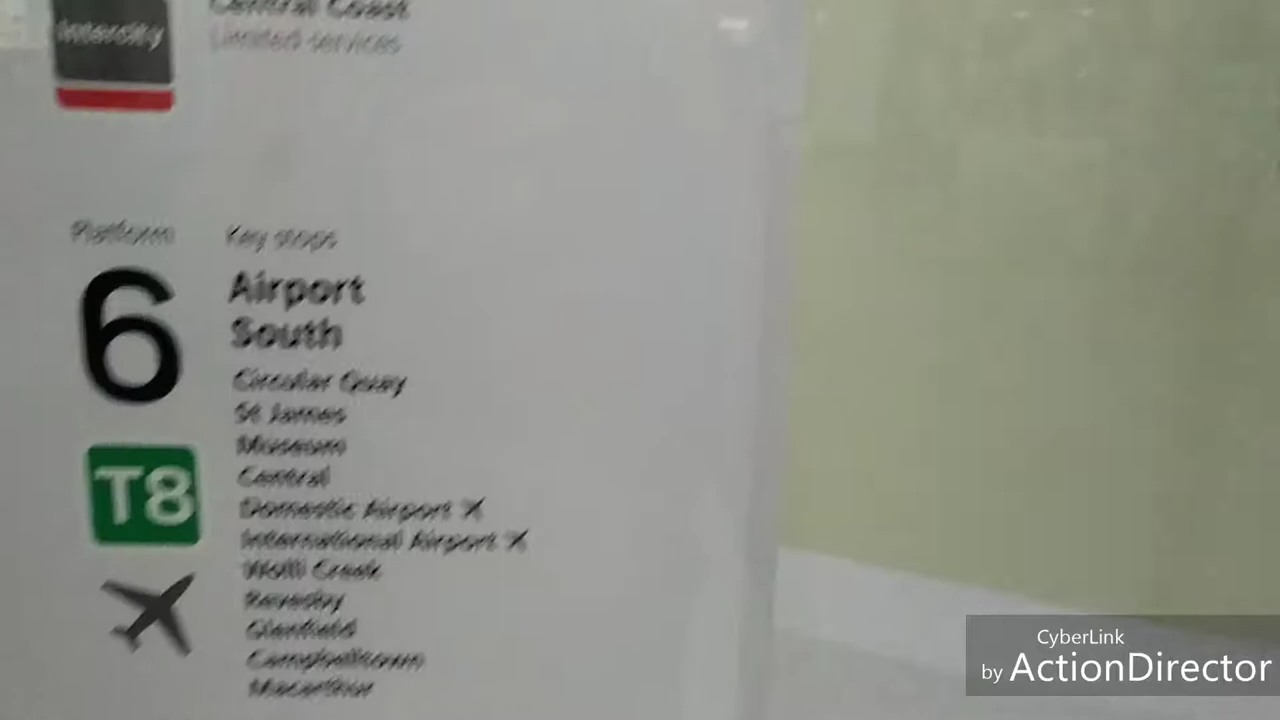 Intercity
Central Coast
Limited services
Platform
Key stops
6
Airport
South
T8
Circular Quay
St James
Museum
Central
Domestic Airport
International Airport
Wolli Creek
Revesby
Glenfield
Campbelltown
Macarthur
CyberLink
by ActionDirector